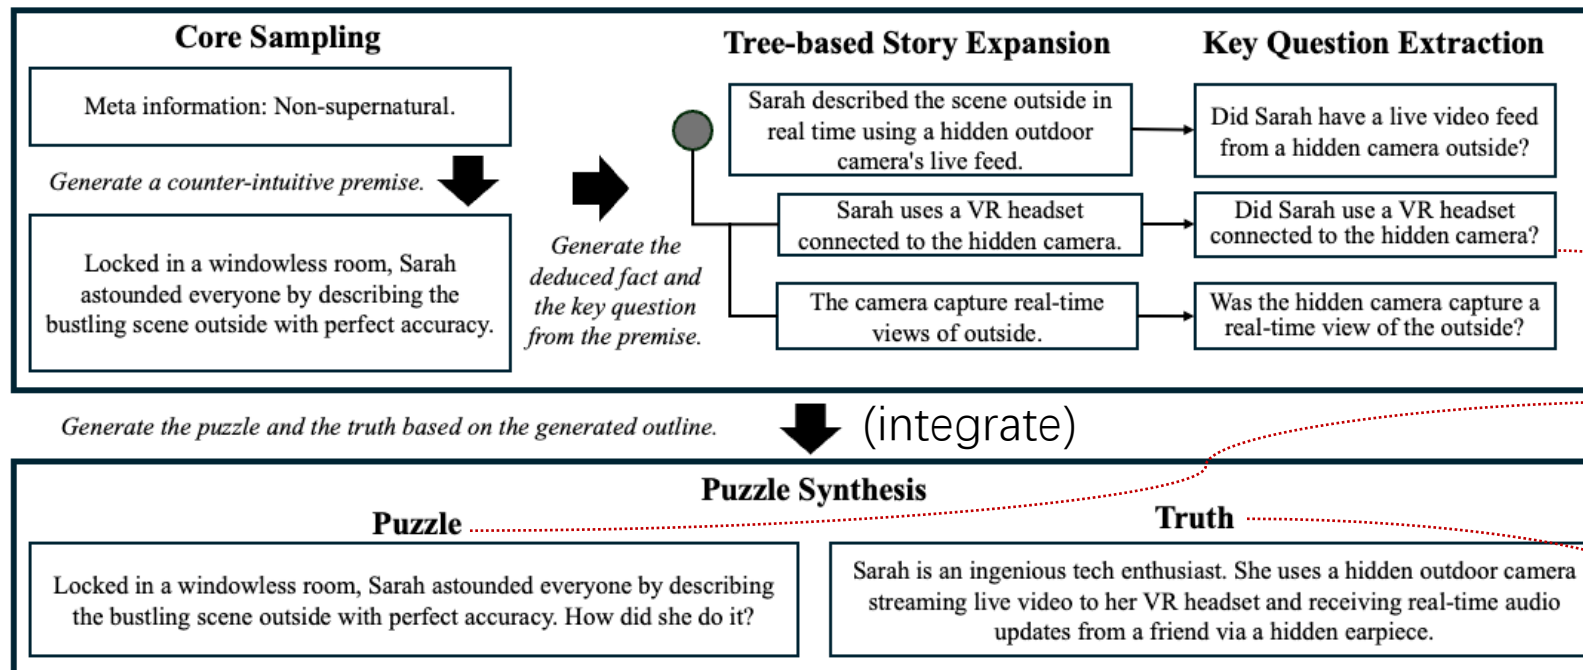 Core Sampling
Meta information: Non-supernatural.
Generate a counter-intuitive premise.
Locked in a windowless room, Sarah
astounded everyone by describing the
bustling scene outside with perfect accuracy.
Generate the
deduced fact and
the key question
from the premise.
Tree-based Story Expansion
Sarah described the scene outside in
real time using a hidden outdoor
camera's live feed.
Sarah uses a VR headset
connected to the hidden camera.
The camera capture real-time
views of outside.
Key Question Extraction
Did Sarah have a live video feed
from a hidden camera outside?
Did Sarah use a VR headset
connected to the hidden camera?
Was the hidden camera capture a
real-time view of the outside?
Generate the puzzle and the truth based on the generated outline.
(integrate)
Puzzle Synthesis
Puzzle
Locked in a windowless room, Sarah astounded everyone by describing
the bustling scene outside with perfect accuracy. How did she do it?
Truth
Sarah is an ingenious tech enthusiast. She uses a hidden outdoor camera
streaming live video to her VR headset and receiving real-time audio
updates from a friend via a hidden earpiece.